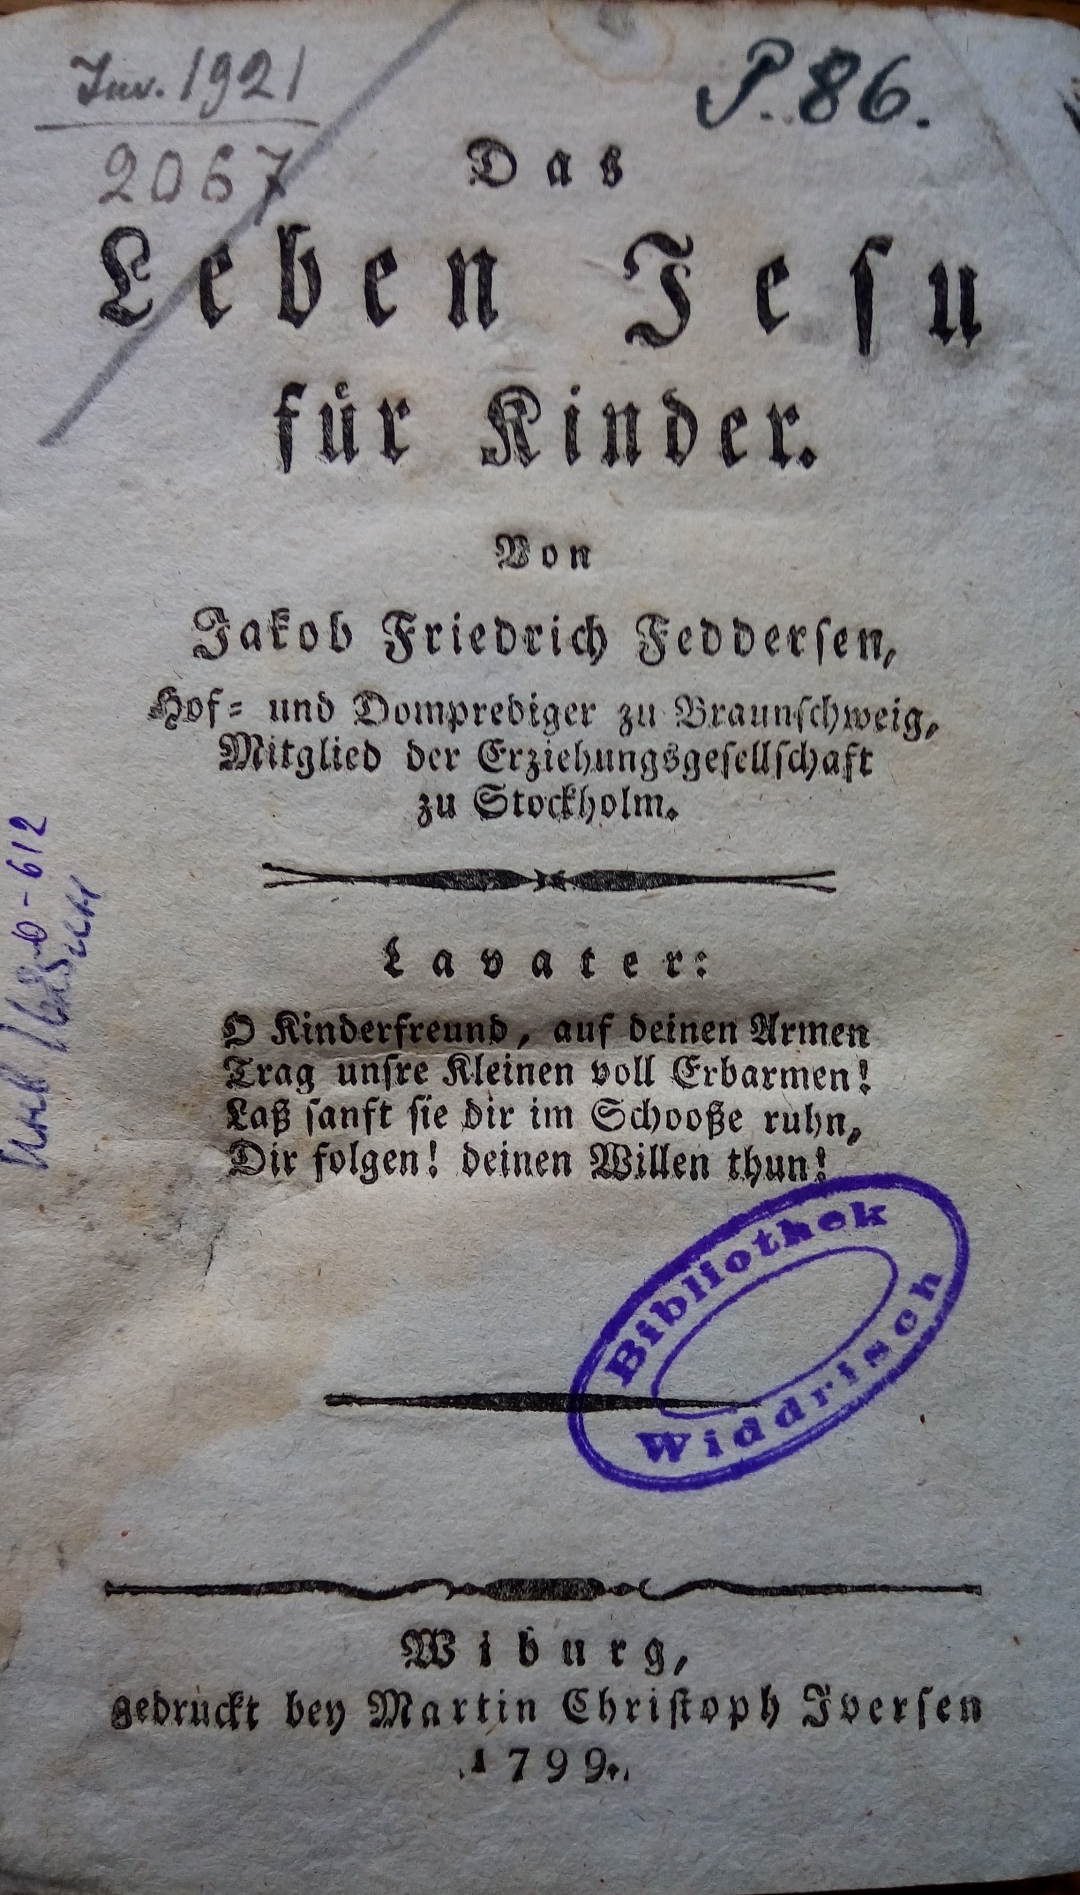 Inv. 1921
2067
P. 86.
Das
Leben Jesu
für Kinder.
Von
Jakob Friedrich Feddersen,
Hof= und Domprediger zu Braunschweig,
Mitglied der Erziehungsgesellschaft
zu Stockholm.
Lavater:
O Kinderfreund, auf deinen Armen
Trag unsre Kleinen voll Erbarmen!
Laß sanft sie dir im Schooße ruhn,
Dir folgen! deinen Willen thun!
Bibliothek
Widdrisch
Wiburg,
gedruckt bey Martin Christoph Iversen
1799.